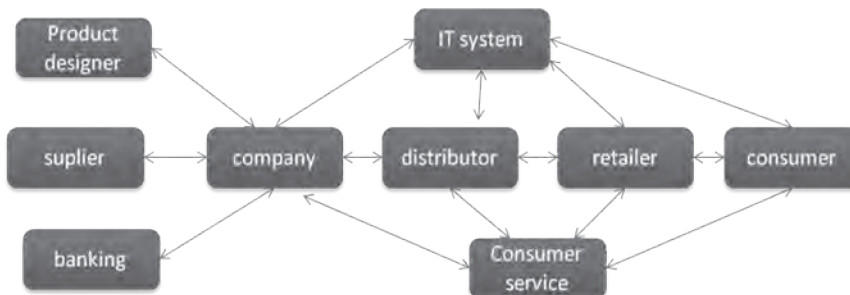 Product
designer
IT system
suplier
company
distributor
retailer
consumer
banking
Consumer
service